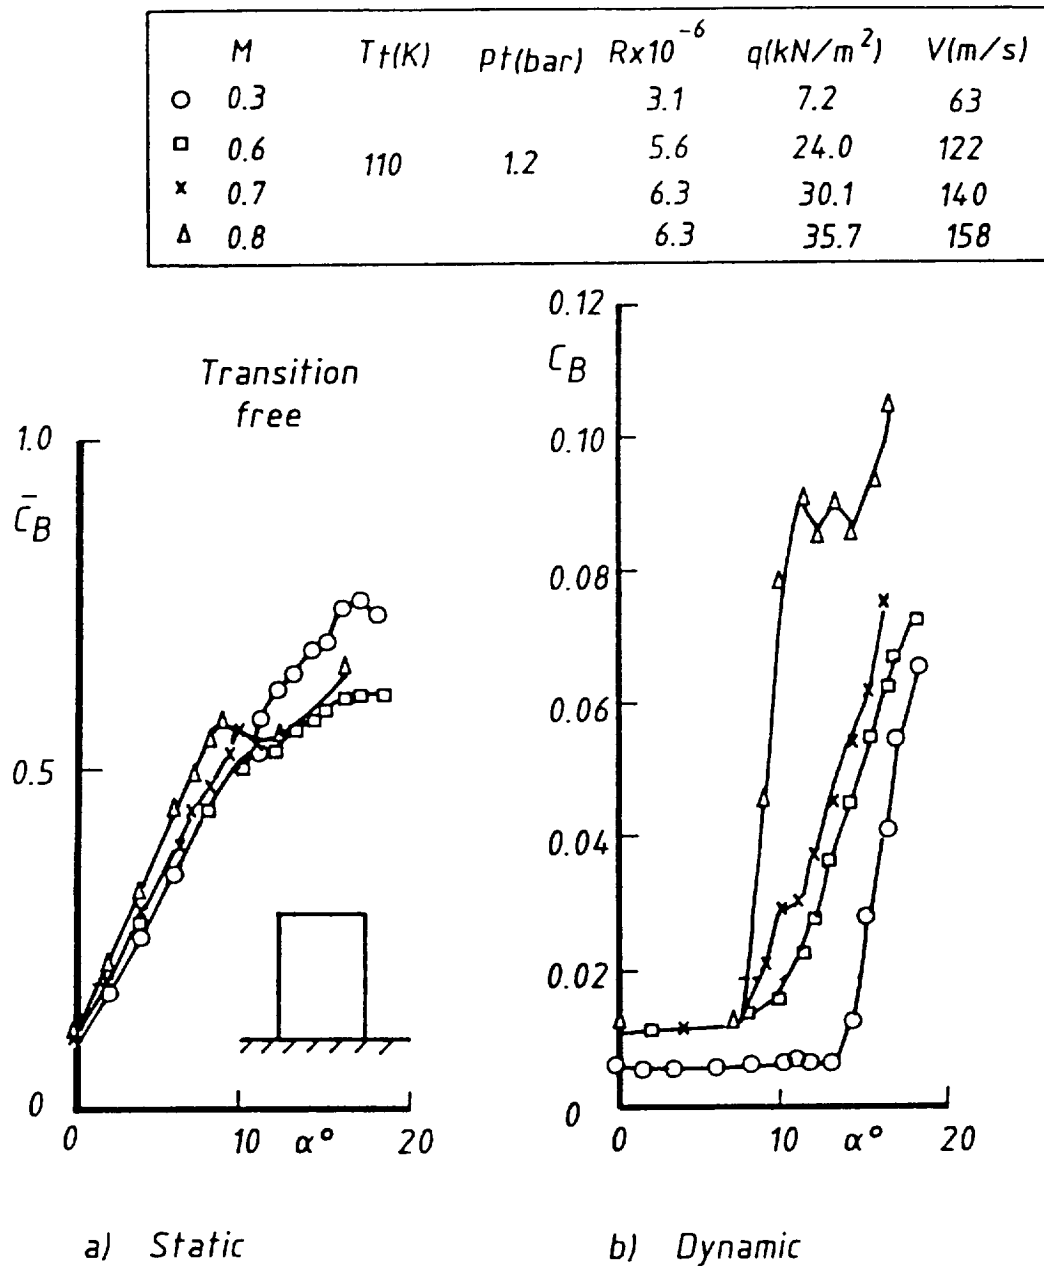 M Tt(K) pt(bar) Rx10^-6 q(kN/m²) V(m/s)
0.3 3.1 7.2 63
0.6 5.6 24.0 122
110 1.2
0.7 6.3 30.1 140
0.8 6.3 35.7 158
Transition
free
1.0
C̄B
0.5
0
0 10 α° 20
a) Static
0.12
CB
0.10
0.08
0.06
0.04
0.02
0
0 10 α° 20
b) Dynamic